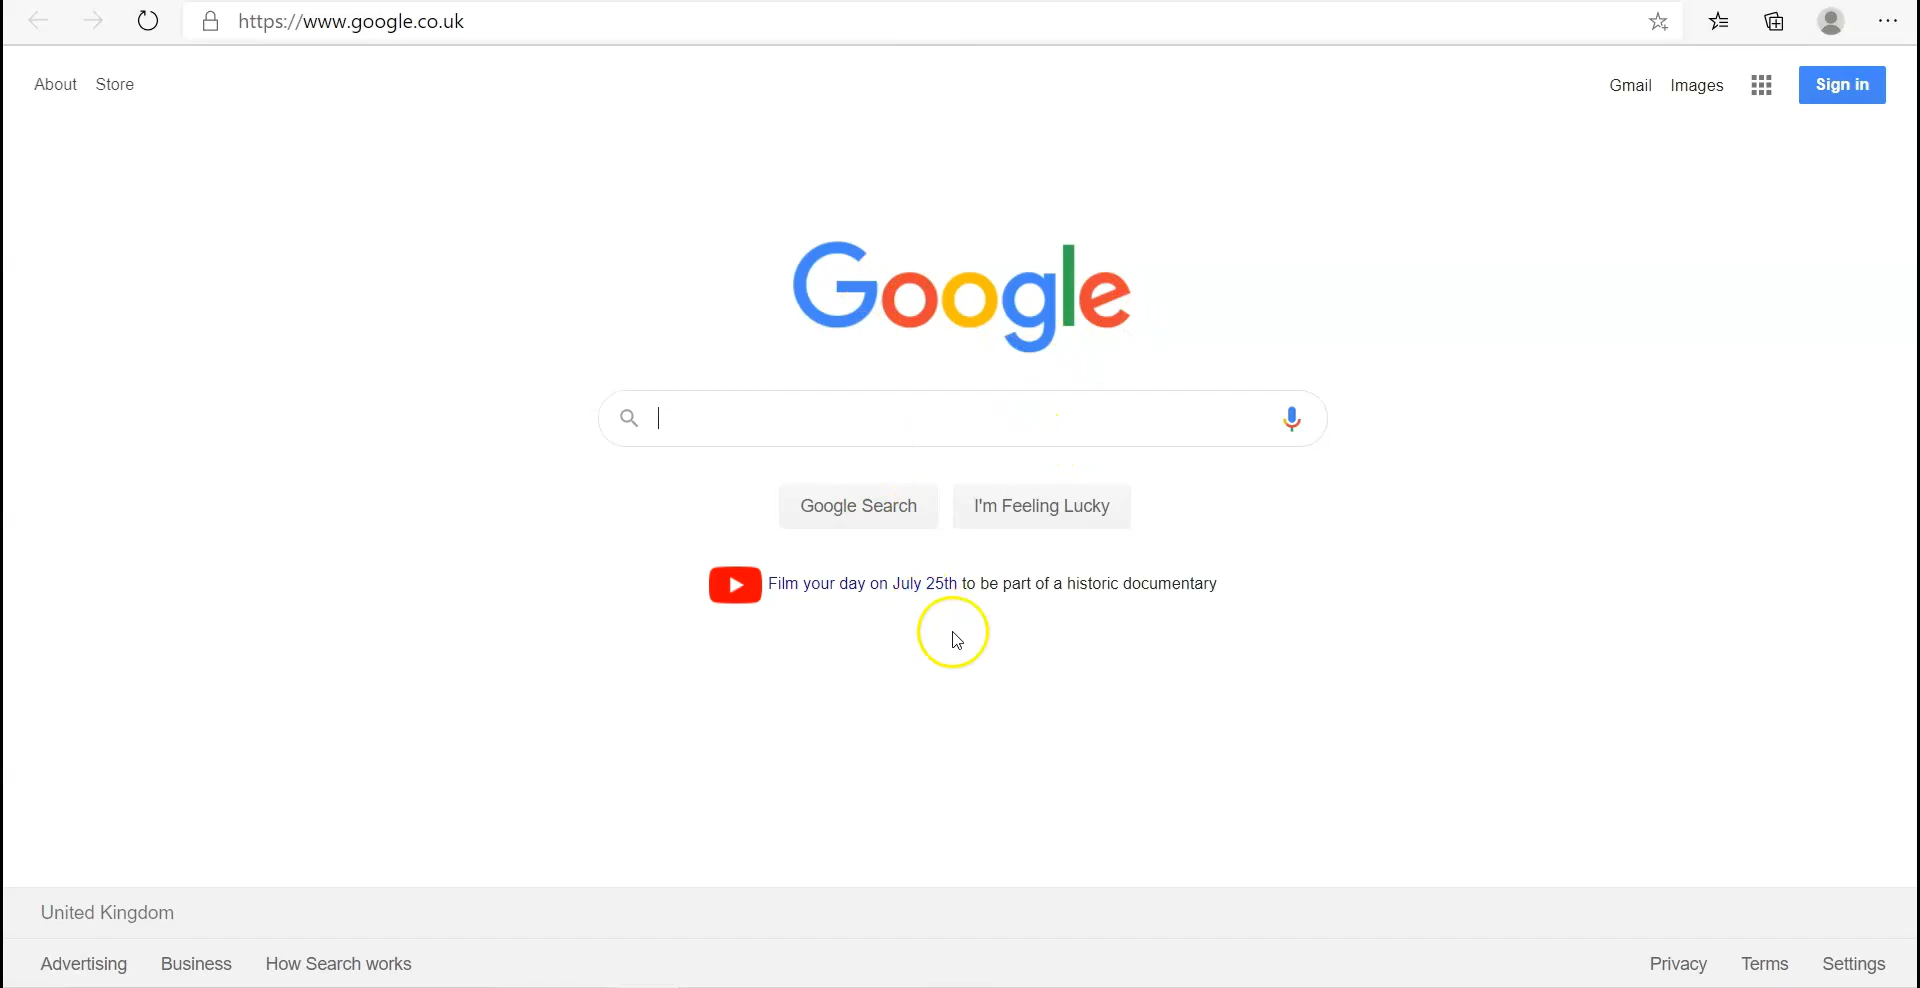 https://www.google.co.uk
About Store
Gmail Images Sign in
Google
Google Search I'm Feeling Lucky
Film your day on July 25th to be part of a historic documentary
United Kingdom
Advertising Business How Search works
Privacy Terms Settings